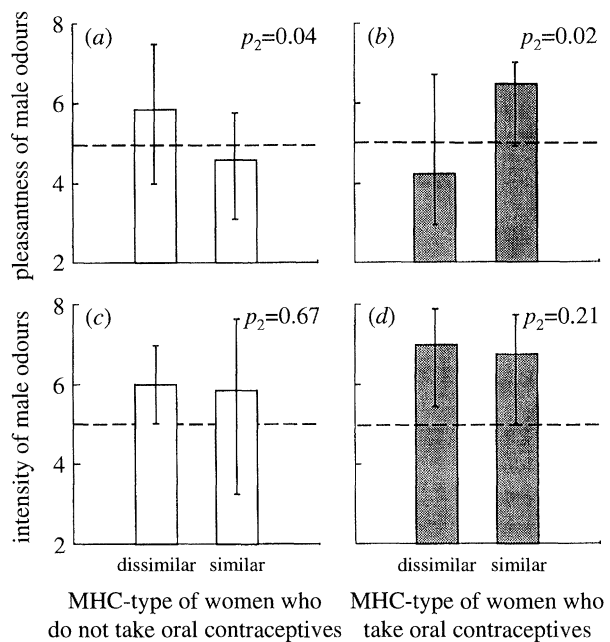 (a) p₂=0.04
(b) p₂=0.02
pleasantness of male odours
8
6
4
2
(c) p₂=0.67
(d) p₂=0.21
intensity of male odours
8
6
4
2
dissimilar similar
dissimilar similar
MHC-type of women who
do not take oral contraceptives
MHC-type of women who
take oral contraceptives